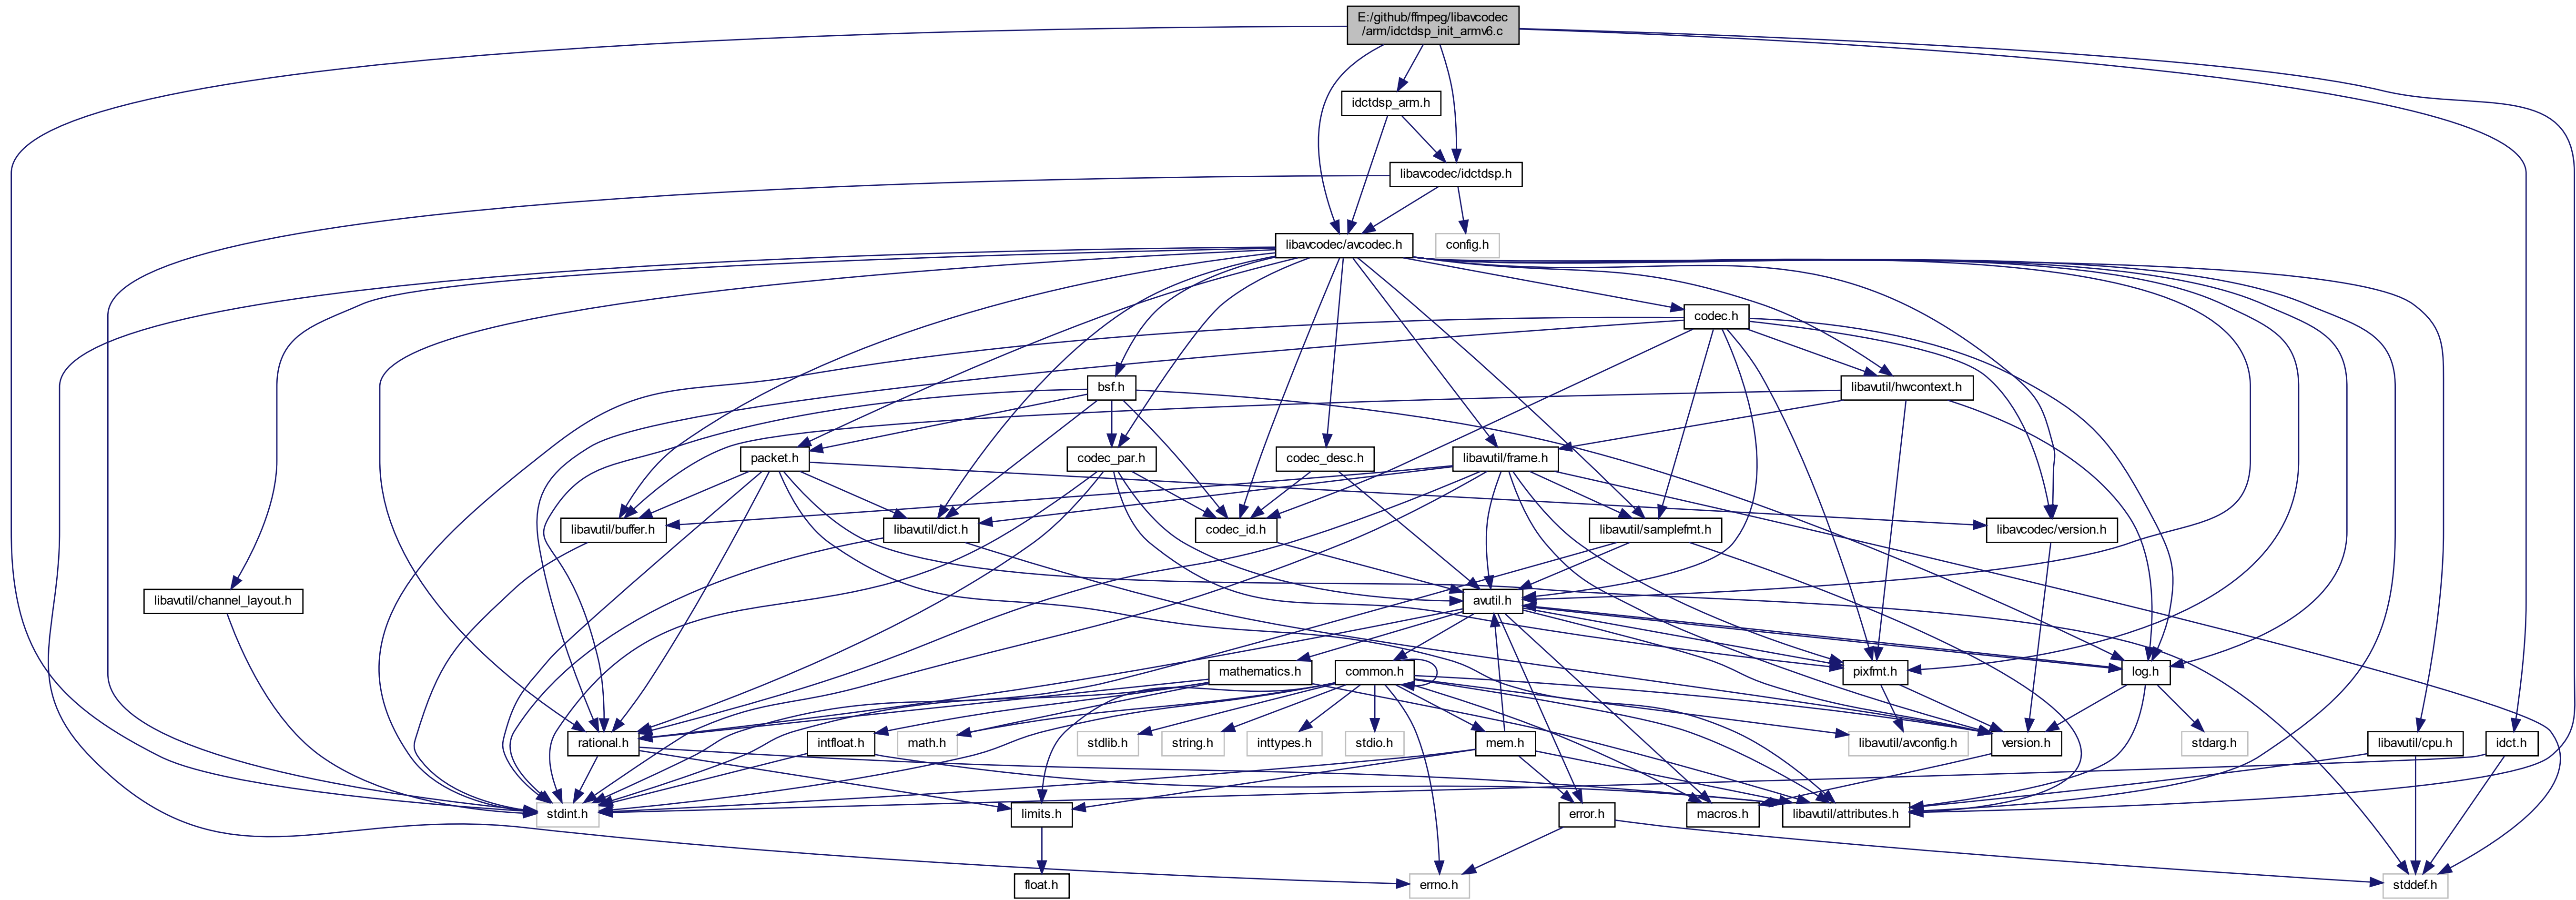 E:/github/ffmpeg/libavcodec
/arm/idctdsp_init_armv6.c
idctdsp_arm.h
libavcodec/idctdsp.h
libavcodec/avcodec.h
config.h
codec.h
bsf.h
libavutil/hwcontext.h
packet.h
codec_par.h
codec_desc.h
libavutil/frame.h
libavutil/buffer.h
libavutil/dict.h
codec_id.h
libavutil/samplefmt.h
libavcodec/version.h
libavutil/channel_layout.h
avutil.h
mathematics.h
common.h
pixfmt.h
log.h
rational.h
intfloat.h
math.h
stdlib.h
string.h
inttypes.h
stdio.h
mem.h
libavutil/avconfig.h
version.h
stdarg.h
libavutil/cpu.h
idct.h
stdint.h
limits.h
error.h
macros.h
libavutil/attributes.h
float.h
errno.h
stddef.h